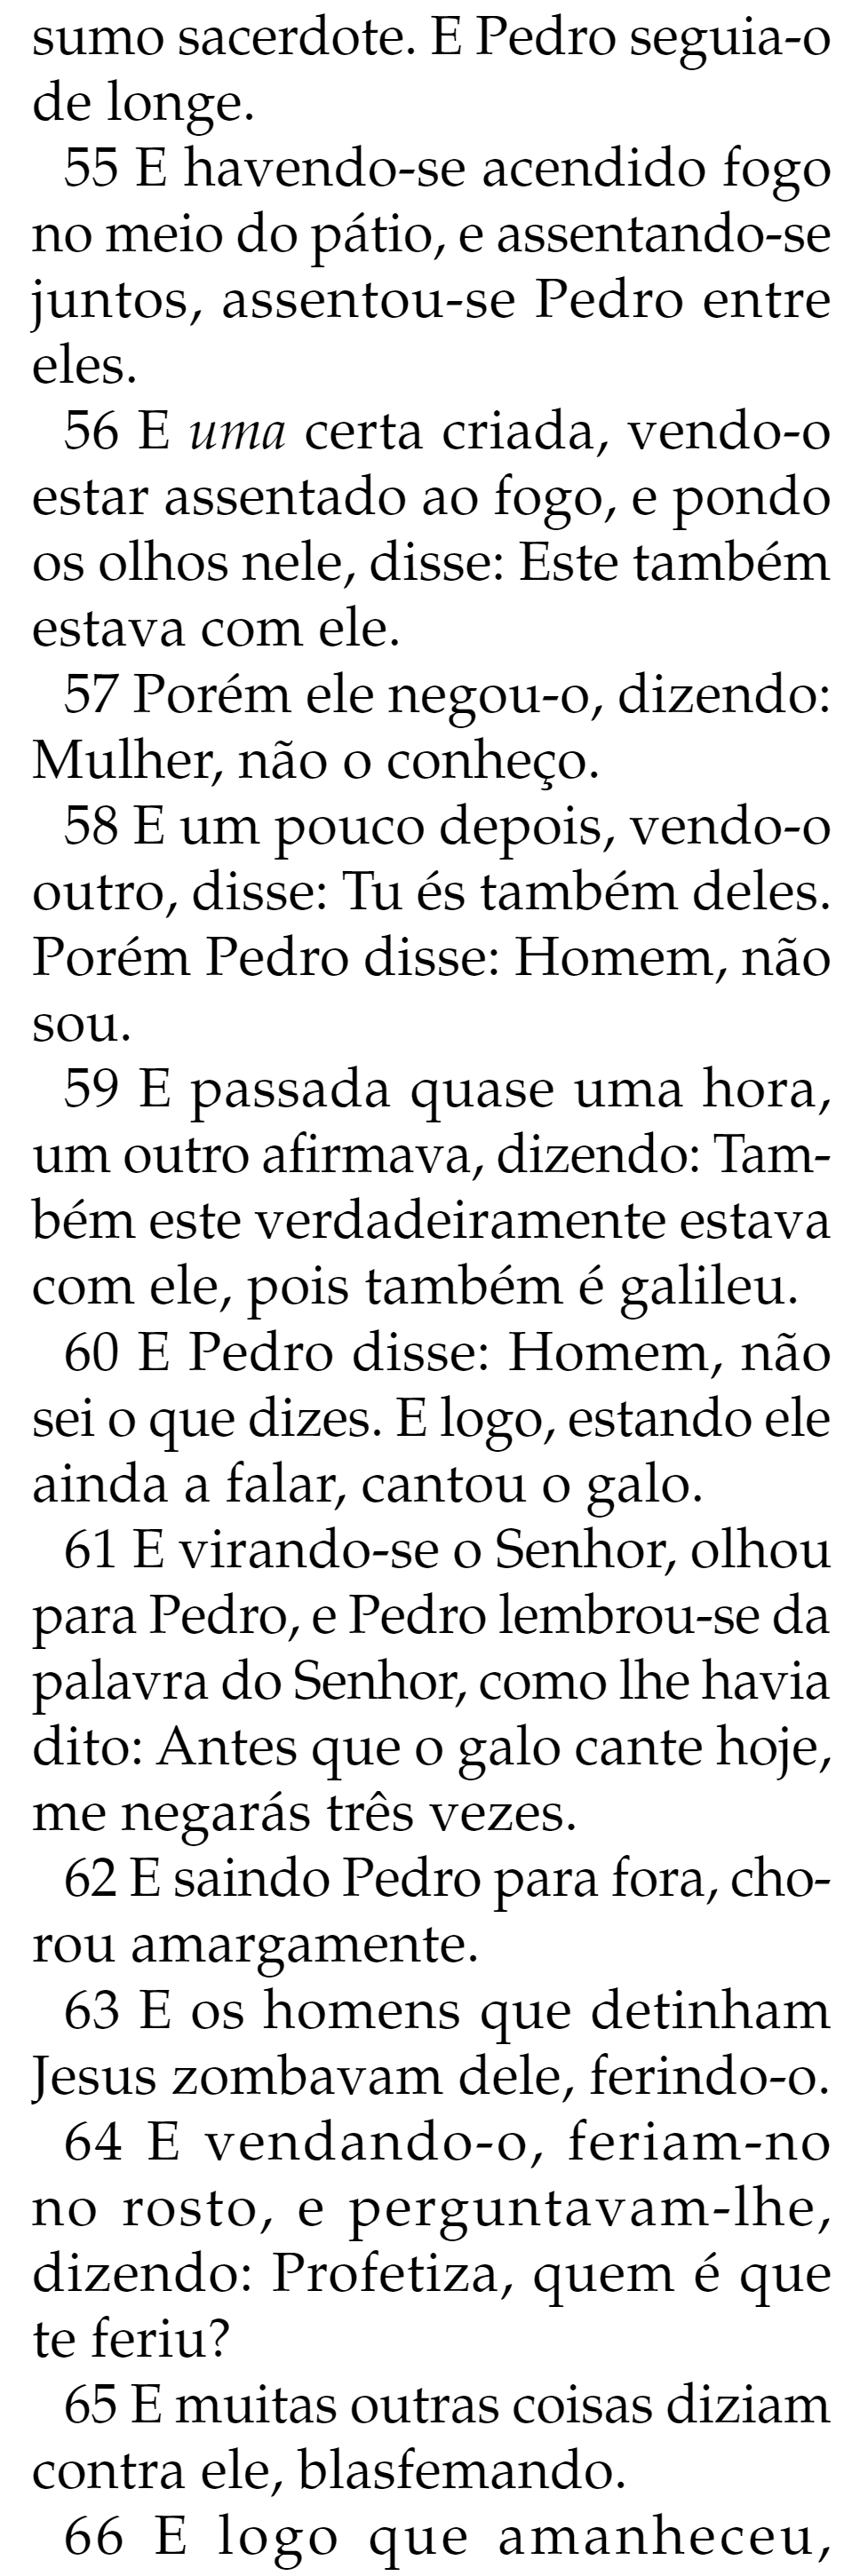 sumo sacerdote. E Pedro seguia-o
de longe.
55 E havendo-se acendido fogo
no meio do pátio, e assentando-se
juntos, assentou-se Pedro entre
eles.
56 E uma certa criada, vendo-o
estar assentado ao fogo, e pondo
os olhos nele, disse: Este também
estava com ele.
57 Porém ele negou-o, dizendo:
Mulher, não o conheço.
58 E um pouco depois, vendo-o
outro, disse: Tu és também deles.
Porém Pedro disse: Homem, não
sou.
59 E passada quase uma hora,
um outro afirmava, dizendo: Tam-
bém este verdadeiramente estava
com ele, pois também é galileu.
60 E Pedro disse: Homem, não
sei o que dizes. E logo, estando ele
ainda a falar, cantou o galo.
61 E virando-se o Senhor, olhou
para Pedro, e Pedro lembrou-se da
palavra do Senhor, como lhe havia
dito: Antes que o galo cante hoje,
me negarás três vezes.
62 E saindo Pedro para fora, cho-
rou amargamente.
63 E os homens que detinham
Jesus zombavam dele, ferindo-o.
64 E vendando-o, feriam-no
no rosto, e perguntavam-lhe,
dizendo: Profetiza, quem é que
te feriu?
65 E muitas outras coisas diziam
contra ele, blasfemando.
66 E logo que amanheceu,